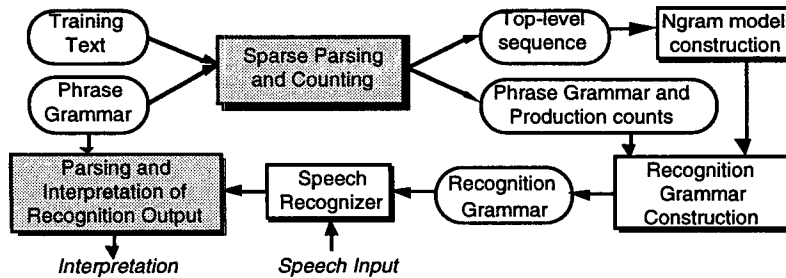 Training
Text
Phrase
Grammar
Sparse Parsing
and Counting
Top-level
sequence
Ngram model
construction
Phrase Grammar and
Production counts
Parsing and
Interpretation of
Recognition Output
Speech
Recognizer
Recognition
Grammar
Recognition
Grammar
Construction
Interpretation
Speech Input